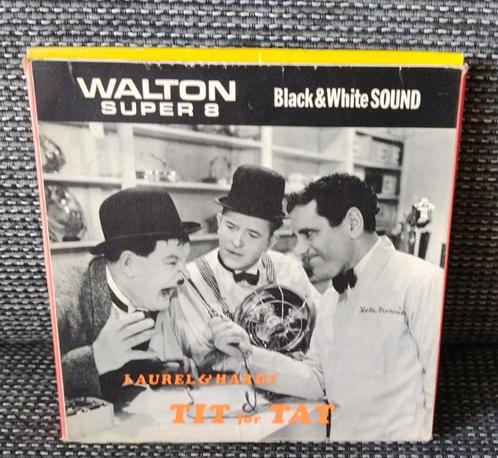 WALTON
SUPER 8
Black&White SOUND
LAUREL & HARDY
TIT for TAT